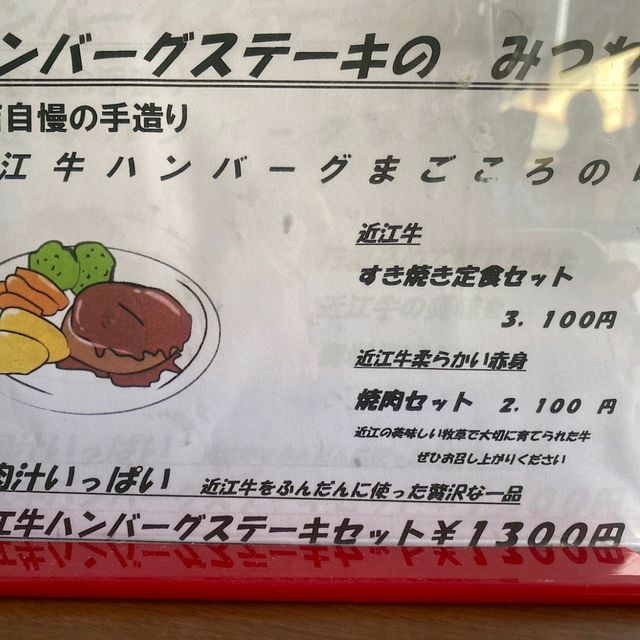 ンバーグステーキの みつわ
自慢の手造り
江牛ハンバーグまごころの
近江牛
すき焼き定食セット
3. 100円
近江牛柔らかい赤身
焼肉セット 2. 100 円
近江の美味しい牧草で大切に育てられた牛
ぜひお召し上がりください
肉汁いっぱい 近江牛をふんだんに使った贅沢な一品
江牛ハンバーグステーキセット¥1300円